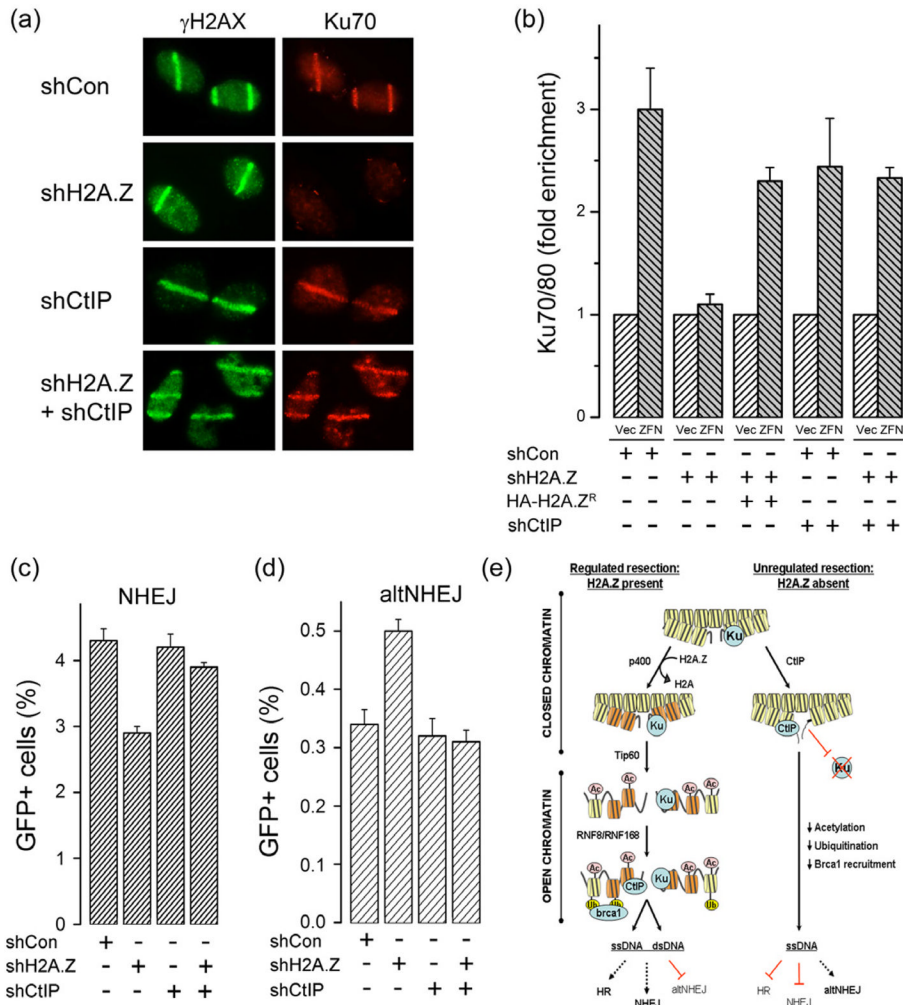 (a)
γH2AX Ku70
shCon
shH2A.Z
shCtIP
shH2A.Z
+ shCtIP
(b)
Ku70/80 (fold enrichment)
3
2
1
0
Vec ZFN Vec ZFN Vec ZFN Vec ZFN Vec ZFN
shCon + + - - - - + + - -
shH2A.Z - - + + + + - - + +
HA-H2A.Z^R - - - - + + - - - -
shCtIP - - - - - - + + + +
(c)
NHEJ
GFP+ cells (%)
4
3
2
1
0
shCon + - - -
shH2A.Z - + - +
shCtIP - - + +
(d)
altNHEJ
GFP+ cells (%)
0.5
0.4
0.3
0.2
0.1
0.0
shCon + - - -
shH2A.Z - + - +
shCtIP - - + +
(e)
Regulated resection:
H2A.Z present
Unregulated resection:
H2A.Z absent
CLOSED CHROMATIN
Ku
p400
H2A.Z
H2A
CtIP
Ku
CtIP
Ku
Tip60
OPEN CHROMATIN
Ac Ac Ac Ac
Ku
RNF8/RNF168
Ac Ac Ac Ac
CtIP
Ku
Ub Ub Ub
brca1
↓ Acetylation
↓ Ubiquitination
↓ Brca1 recruitment
ssDNA dsDNA
HR
NHEJ
altNHEJ
ssDNA
HR
NHEJ
altNHEJ